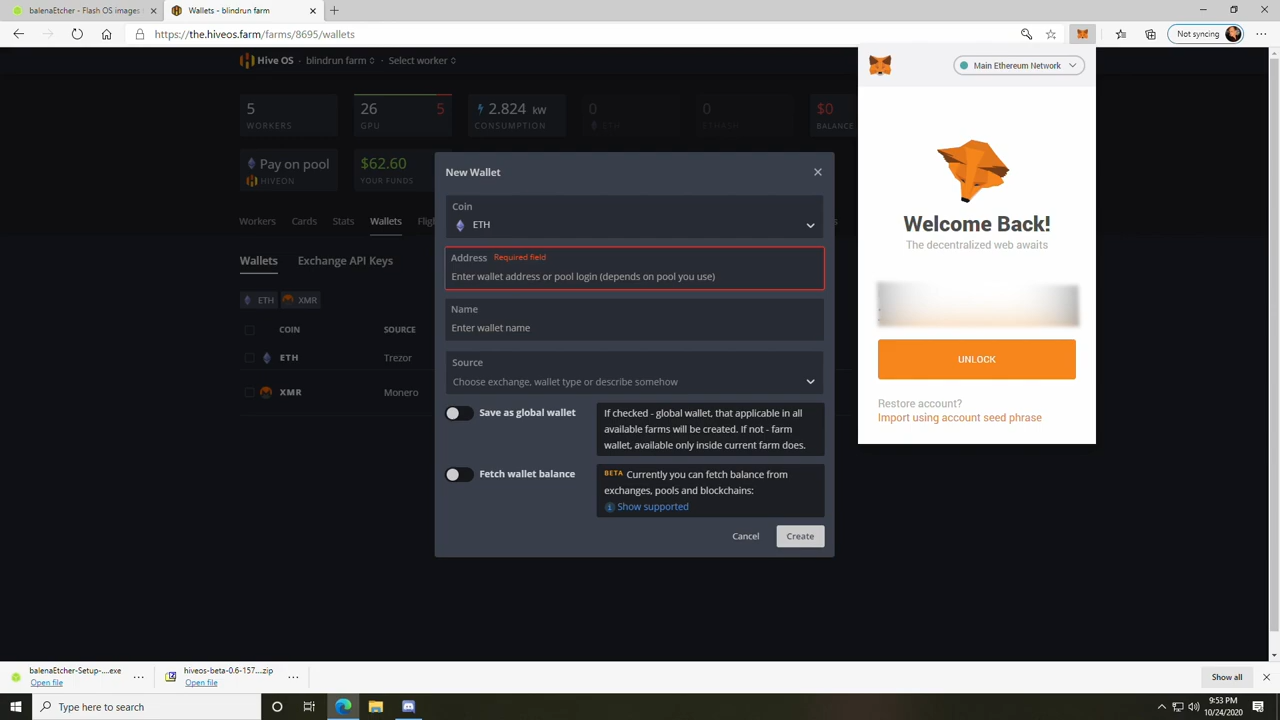 balenaEtcher - Flash OS images
Wallets - blindrun farm
https://the.hiveos.farm/farms/8695/wallets
Not syncing
Hive OS
blindrun farm
Select worker
5
WORKERS
26
5
GPU
2.824 kW
CONSUMPTION
0
ETH
0
ETHASH
$0
BALANCE
Pay on pool
HIVEON
$62.60
YOUR FUNDS
Workers
Cards
Stats
Wallets
Wallets
Exchange API Keys
ETH
XMR
COIN
SOURCE
ETH
Trezor
XMR
Monero
New Wallet
Coin
ETH
Address Required field
Enter wallet address or pool login (depends on pool you use)
Name
Enter wallet name
Source
Choose exchange, wallet type or describe somehow
Save as global wallet
If checked - global wallet, that applicable in all
available farms will be created. If not - farm
wallet, available only inside current farm does.
Fetch wallet balance
BETA Currently you can fetch balance from
exchanges, pools and blockchains:
Show supported
Cancel
Create
Main Ethereum Network
Welcome Back!
The decentralized web awaits
UNLOCK
Restore account?
Import using account seed phrase
balenaEtcher-Setup-....exe
Open file
hiveos-beta-0.6-157....zip
Open file
Show all
Type here to search
9:53 PM
10/24/2020